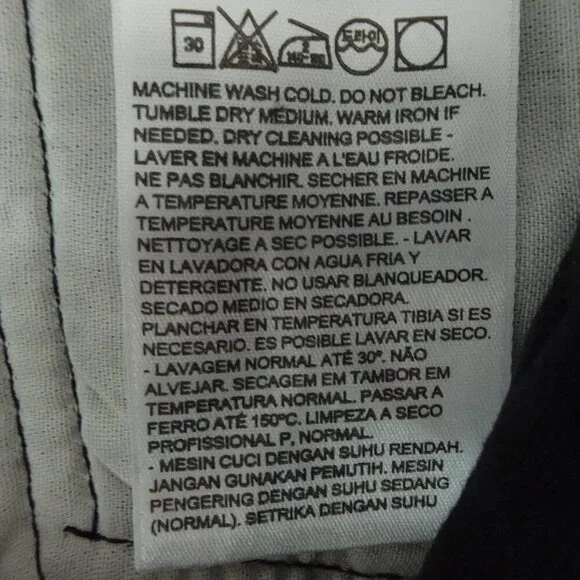 30
드라이
MACHINE WASH COLD. DO NOT BLEACH.
TUMBLE DRY MEDIUM. WARM IRON IF
NEEDED. DRY CLEANING POSSIBLE -
LAVER EN MACHINE A L'EAU FROIDE.
NE PAS BLANCHIR. SECHER EN MACHINE
A TEMPERATURE MOYENNE. REPASSER A
TEMPERATURE MOYENNE AU BESOIN .
NETTOYAGE A SEC POSSIBLE. - LAVAR
EN LAVADORA CON AGUA FRIA Y
DETERGENTE. NO USAR BLANQUEADOR.
SECADO MEDIO EN SECADORA.
PLANCHAR EN TEMPERATURA TIBIA SI ES
NECESARIO. ES POSIBLE LAVAR EN SECO.
- LAVAGEM NORMAL ATÉ 30º. NÃO
ALVEJAR. SECAGEM EM TAMBOR EM
TEMPERATURA NORMAL. PASSAR A
FERRO ATÉ 150ºC. LIMPEZA A SECO
PROFISSIONAL P, NORMAL.
- MESIN CUCI DENGAN SUHU RENDAH.
JANGAN GUNAKAN PEMUTIH. MESIN
PENGERING DENGAN SUHU SEDANG
(NORMAL). SETRIKA DENGAN SUHU